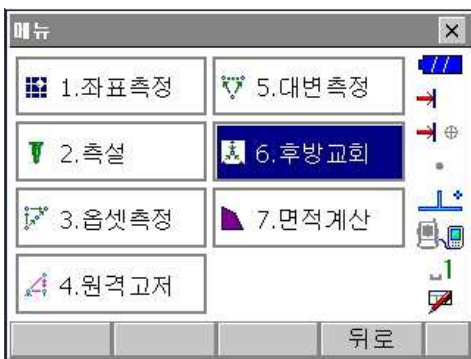 메뉴
1.좌표측정
5.대변측정
2.측설
6.후방교회
3.옵셋측정
7.면적계산
4.원격고저
1
뒤로